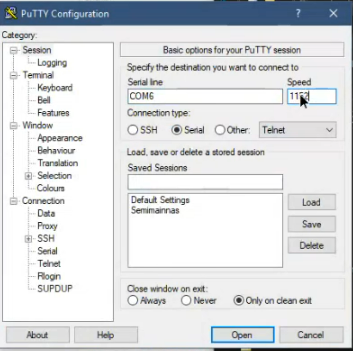 PuTTY Configuration
Category:
Session
Logging
Terminal
Keyboard
Bell
Features
Window
Appearance
Behaviour
Translation
Selection
Colours
Connection
Data
Proxy
SSH
Serial
Telnet
Rlogin
SUPDUP
Basic options for your PuTTY session
Specify the destination you want to connect to
Serial line Speed
COM6
Connection type:
SSH Serial Other: Telnet
Load, save or delete a stored session
Saved Sessions
Default Settings
Semimainnas
Load
Save
Delete
Close window on exit:
Always Never Only on clean exit
About Help Open Cancel